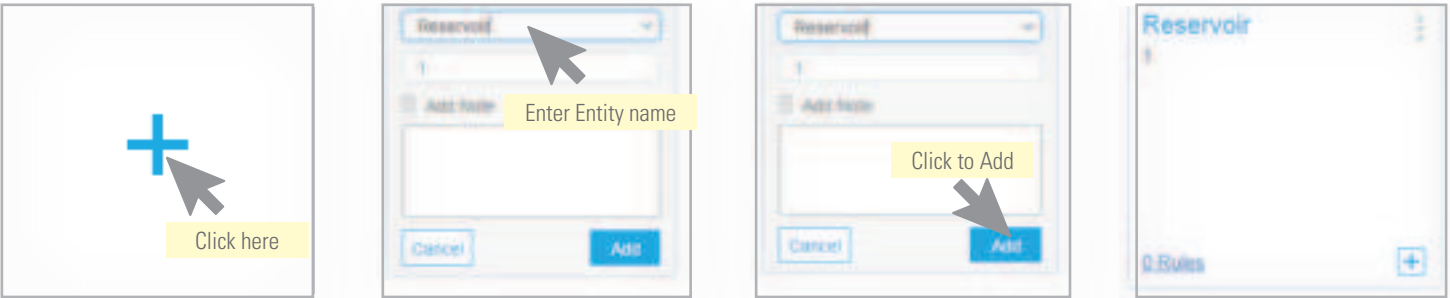 Click here
Reservoir
1
Add Note
Enter Entity name
Cancel
Add
Reservoir
1
Add Note
Click to Add
Cancel
Add
Reservoir
1
0 Rules